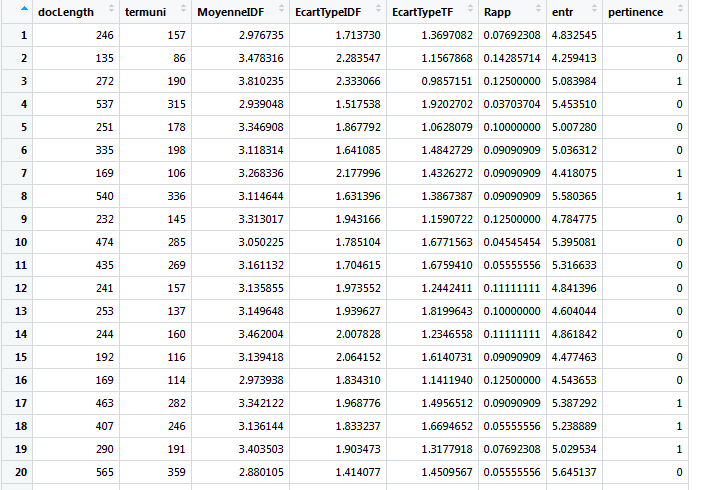 docLength termuni MoyenneIDF EcartTypeIDF EcartTypeTF Rapp entr pertinence
1 246 157 2.976735 1.713730 1.3697082 0.07692308 4.832545 1
2 135 86 3.478316 2.283547 1.1567868 0.14285714 4.259413 0
3 272 190 3.810235 2.333066 0.9857151 0.12500000 5.083984 1
4 537 315 2.939048 1.517538 1.9202702 0.03703704 5.453510 0
5 251 178 3.346908 1.867792 1.0628079 0.10000000 5.007280 0
6 335 198 3.118314 1.641085 1.4842729 0.09090909 5.036312 0
7 169 106 3.268336 2.177996 1.4326272 0.09090909 4.418075 1
8 540 336 3.114644 1.631396 1.3867387 0.09090909 5.580365 1
9 232 145 3.313017 1.943166 1.1590722 0.12500000 4.784775 0
10 474 285 3.050225 1.785104 1.6771563 0.04545454 5.395081 0
11 435 269 3.161132 1.704615 1.6759410 0.05555556 5.316633 0
12 241 157 3.135855 1.973552 1.2442411 0.11111111 4.841396 0
13 253 137 3.149648 1.939627 1.8199643 0.10000000 4.604044 0
14 244 160 3.462004 2.007828 1.2346558 0.11111111 4.861842 0
15 192 116 3.139418 2.064152 1.6140731 0.09090909 4.477463 0
16 169 114 2.973938 1.834310 1.1411940 0.12500000 4.543653 0
17 463 282 3.342122 1.968776 1.4956512 0.09090909 5.387292 1
18 407 246 3.136144 1.833237 1.6694652 0.05555556 5.238889 1
19 290 191 3.403503 1.903473 1.3177918 0.07692308 5.029534 1
20 565 359 2.880105 1.414077 1.4509567 0.05555556 5.645137 0